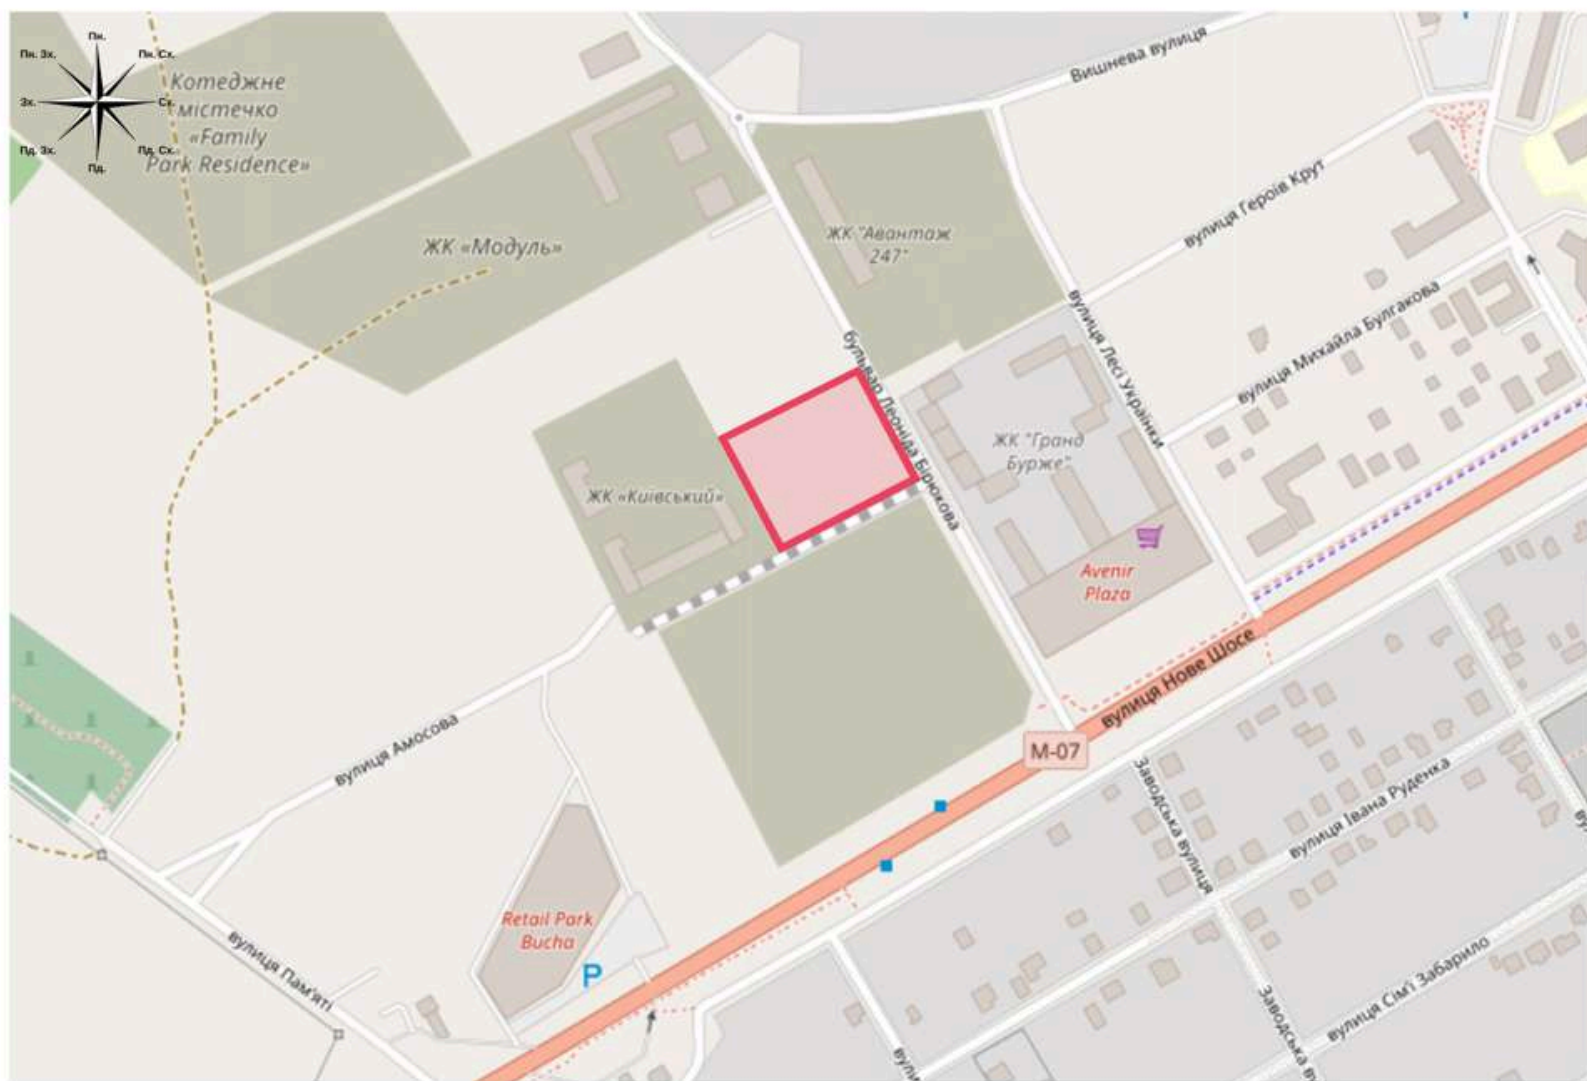 Пн.
Пн. Зх.
Пн. Сх.
Зх.
Сх.
Пд. Зх.
Пд. Сх.
Пд.
Котеджне
містечко
«Family
Park Residence»
Вишнева вулиця
ЖК «Модуль»
ЖК "Авантаж
247"
вулиця Героїв Крут
бульвар Леоніда Бірюкова
вулиця Лесі Українки
вулиця Михайла Булгакова
ЖК "Гранд
Бурже"
ЖК «Київський»
Avenir
Plaza
вулиця Нове Шосе
M-07
вулиця Амосова
Заводська вулиця
вулиця Івана Руденка
Retail Park
Bucha
P
вулиця Пам'яті
вулиця Сім'ї Забарило